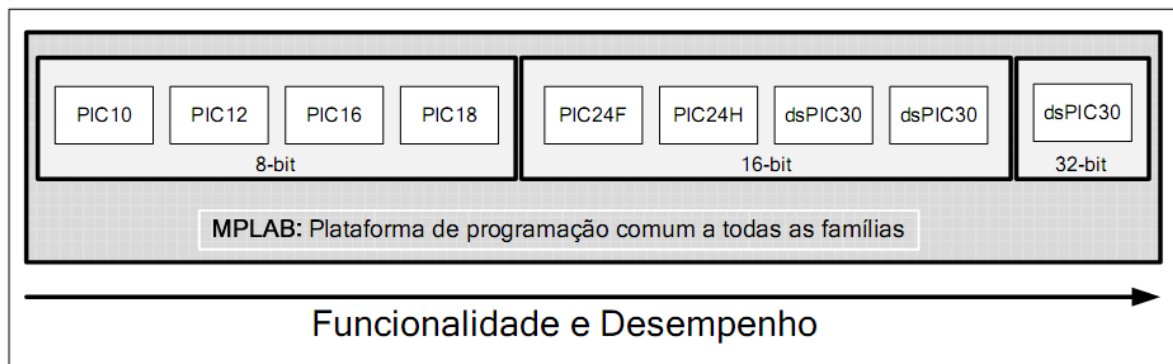 PIC10 PIC12 PIC16 PIC18 PIC24F PIC24H dsPIC30 dsPIC30 dsPIC30
8-bit 16-bit 32-bit
MPLAB: Plataforma de programação comum a todas as famílias
Funcionalidade e Desempenho